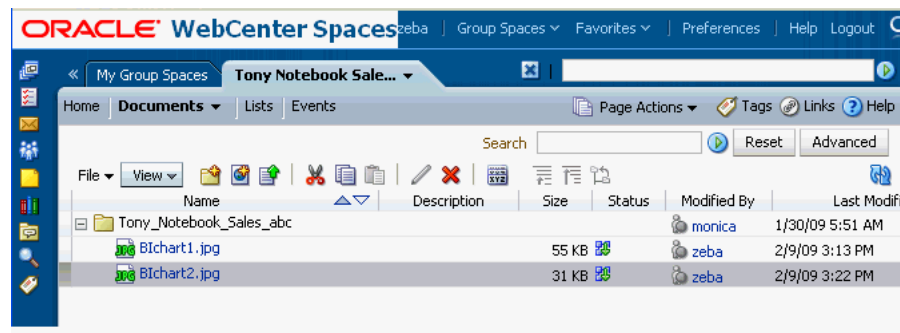 ORACLE WebCenter Spaces zeba Group Spaces Favorites Preferences Help Logout
« My Group Spaces Tony Notebook Sale...
Home Documents Lists Events Page Actions Tags Links Help
Search Reset Advanced
File View
Name Description Size Status Modified By Last Modifi
Tony_Notebook_Sales_abc monica 1/30/09 5:51 AM
JPG BIchart1.jpg 55 KB zeba 2/9/09 3:13 PM
JPG BIchart2.jpg 31 KB zeba 2/9/09 3:22 PM